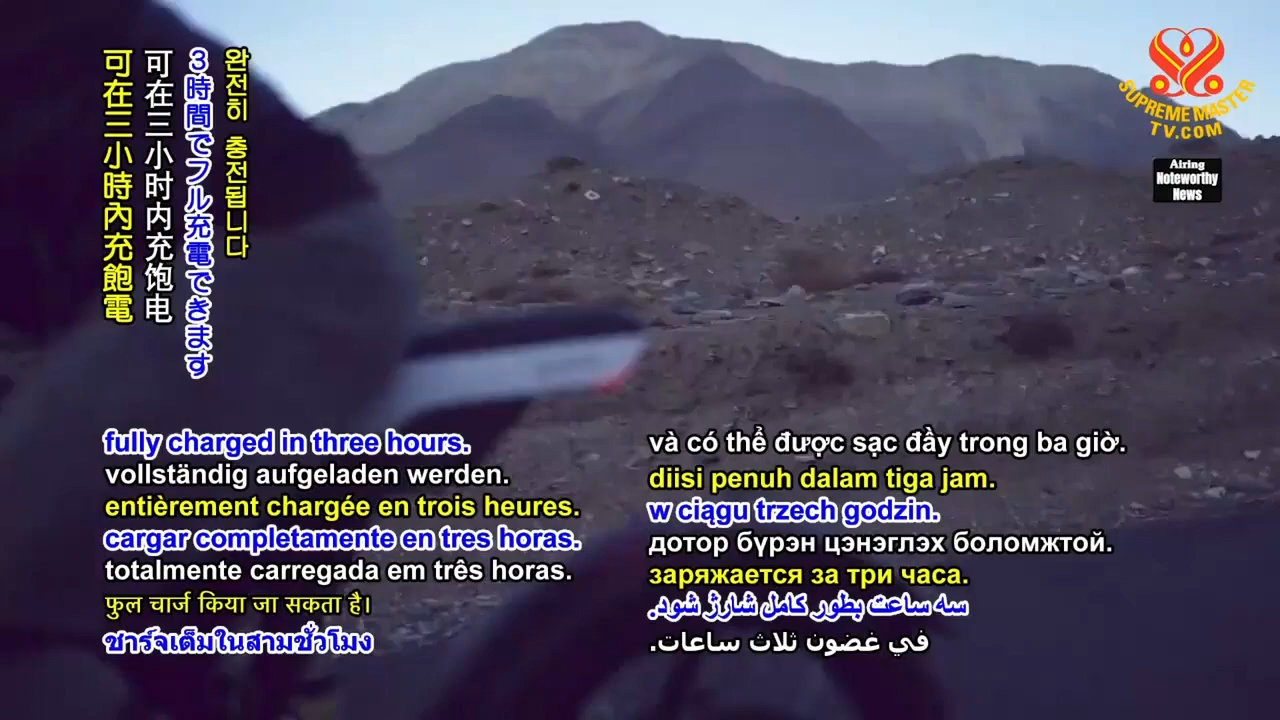 可在三小時內充飽電
可在三小时内充饱电
3時間でフル充電できます
완전히 충전됩니다
SUPREME MASTER
TV.COM
Airing
Noteworthy
News
fully charged in three hours.
vollständig aufgeladen werden.
entièrement chargée en trois heures.
cargar completamente en tres horas.
totalmente carregada em três horas.
फुल चार्ज किया जा सकता है।
ชาร์จเต็มในสามชั่วโมง
và có thể được sạc đầy trong ba giờ.
diisi penuh dalam tiga jam.
w ciągu trzech godzin.
дотор бүрэн цэнэглэх боломжтой.
заряжается за три часа.
سه ساعت بطور کامل شارژ شود.
في غضون ثلاث ساعات.